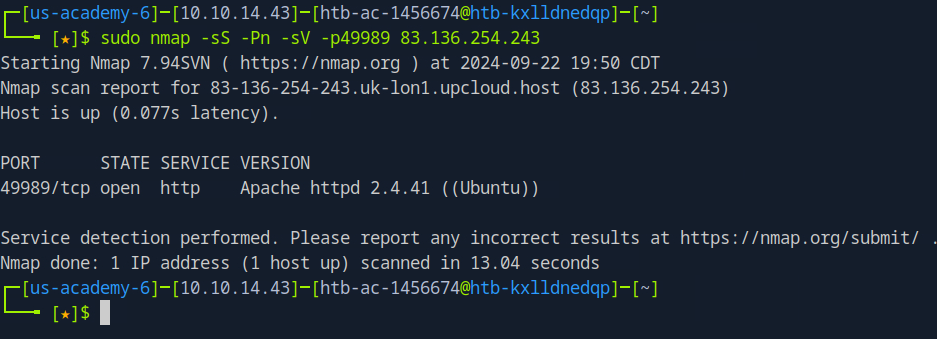 ┌─[us-academy-6]─[10.10.14.43]─[htb-ac-1456674@htb-kxlldnedqp]─[~]
└──╼ [★]$ sudo nmap -sS -Pn -sV -p49989 83.136.254.243
Starting Nmap 7.94SVN ( https://nmap.org ) at 2024-09-22 19:50 CDT
Nmap scan report for 83-136-254-243.uk-lon1.upcloud.host (83.136.254.243)
Host is up (0.077s latency).

PORT      STATE SERVICE VERSION
49989/tcp open  http    Apache httpd 2.4.41 ((Ubuntu))

Service detection performed. Please report any incorrect results at https://nmap.org/submit/ .
Nmap done: 1 IP address (1 host up) scanned in 13.04 seconds
┌─[us-academy-6]─[10.10.14.43]─[htb-ac-1456674@htb-kxlldnedqp]─[~]
└──╼ [★]$